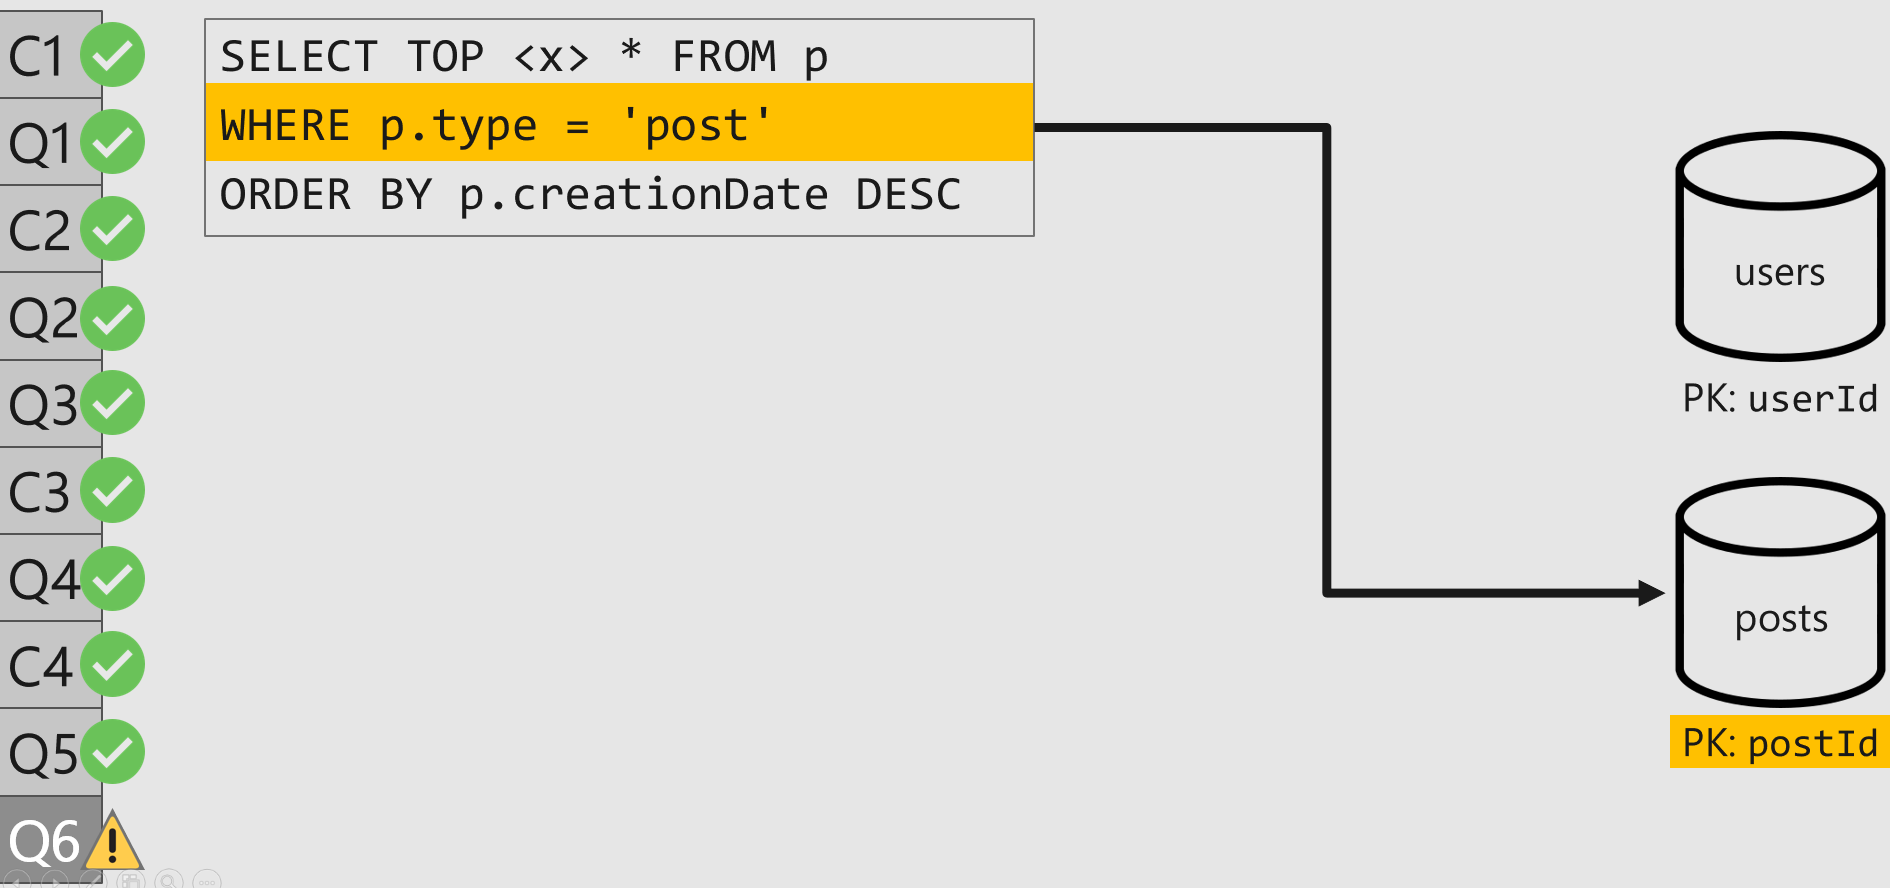 C1
Q1
C2
Q2
Q3
C3
Q4
C4
Q5
Q6
SELECT TOP <x> * FROM p
WHERE p.type = 'post'
ORDER BY p.creationDate DESC
users
PK: userId
posts
PK: postId